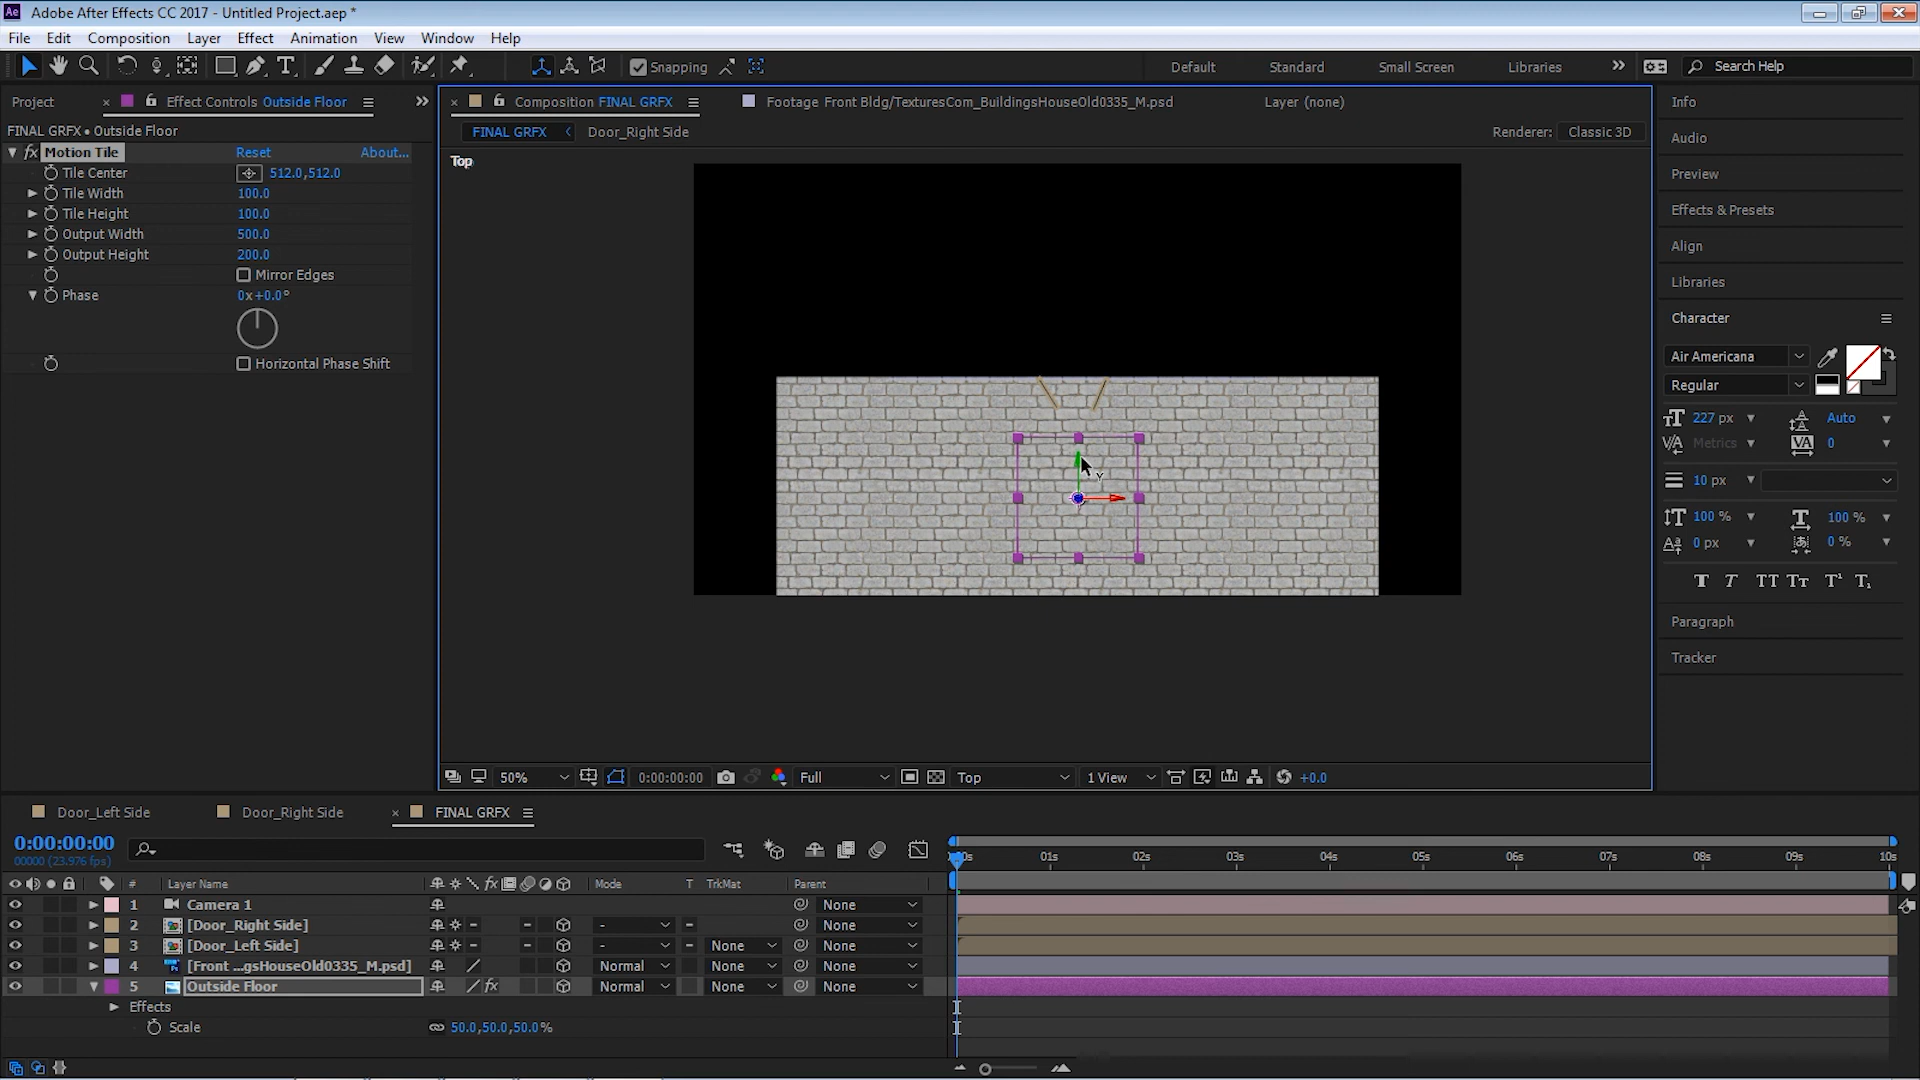 Adobe After Effects CC 2017 - Untitled Project.aep *
File Edit Composition Layer Effect Animation View Window Help
Snapping Default Standard Small Screen Libraries Search Help
Project Effect Controls Outside Floor
FINAL GRFX • Outside Floor
fx Motion Tile Reset About...
Tile Center 512.0,512.0
Tile Width 100.0
Tile Height 100.0
Output Width 500.0
Output Height 200.0
Mirror Edges
Phase 0x+0.0°
Horizontal Phase Shift
Composition FINAL GRFX Footage Front Bldg/TexturesCom_BuildingsHouseOld0335_M.psd Layer (none)
FINAL GRFX Door_Right Side Renderer: Classic 3D
Top
Y
50% 0:00:00:00 Full Top 1 View +0.0
Info
Audio
Preview
Effects & Presets
Align
Libraries
Character
Air Americana
Regular
227 px Auto
Metrics 0
10 px
100 % 100 %
0 px 0 %
T T TT Tт T¹ T₁
Paragraph
Tracker
Door_Left Side Door_Right Side FINAL GRFX
0:00:00:00
00000 (23.976 fps)
01s 02s 03s 04s 05s 06s 07s 08s 09s 10s
# Layer Name fx Mode T TrkMat Parent
1 Camera 1 None
2 [Door_Right Side] - None
3 [Door_Left Side] - None None
4 [Front ...gsHouseOld0335_M.psd] Normal None None
5 Outside Floor fx Normal None None
Effects
Scale 50.0,50.0,50.0%